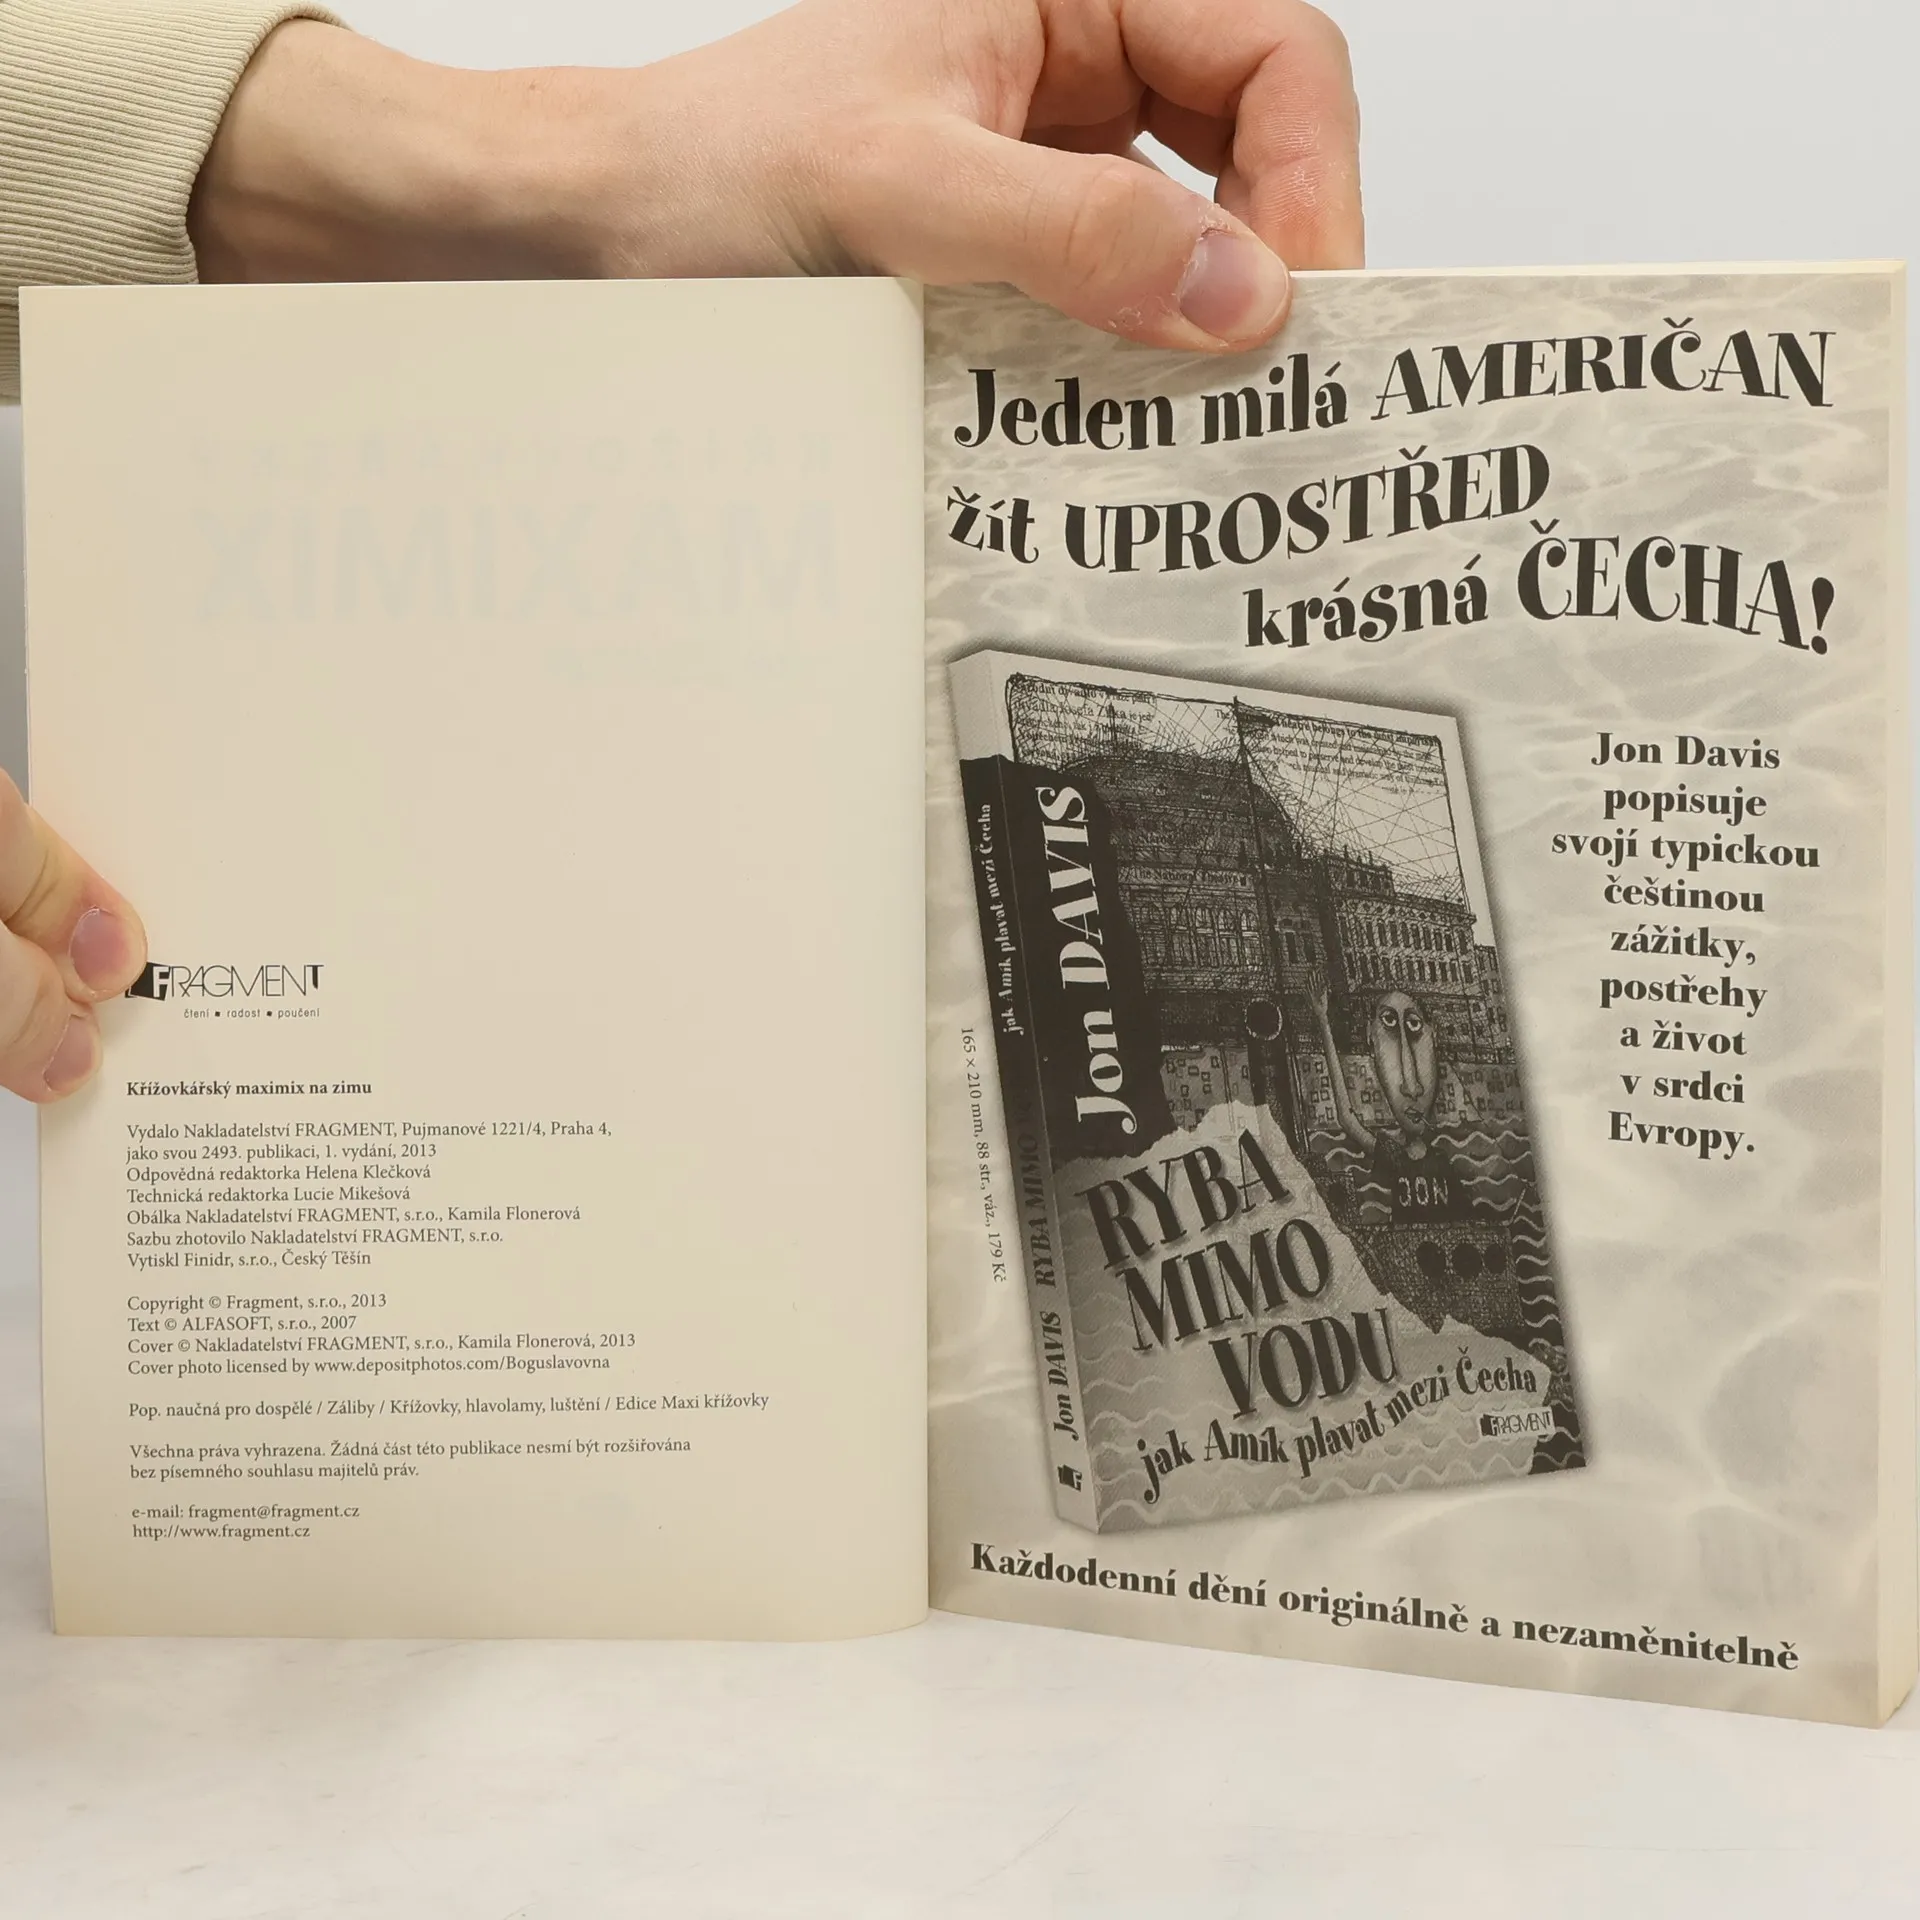 FRAGMENT
čtení ■ radost ■ poučení
Křížovkářský maximix na zimu
Vydalo Nakladatelství FRAGMENT, Pujmanové 1221/4, Praha 4,
jako svou 2493. publikaci, 1. vydání, 2013
Odpovědná redaktorka Helena Klečková
Technická redaktorka Lucie Mikešová
Obálka Nakladatelství FRAGMENT, s.r.o., Kamila Flonerová
Sazbu zhotovilo Nakladatelství FRAGMENT, s.r.o.
Vytiskl Finidr, s.r.o., Český Těšín
Copyright © Fragment, s.r.o., 2013
Text © ALFASOFT, s.r.o., 2007
Cover © Nakladatelství FRAGMENT, s.r.o., Kamila Flonerová, 2013
Cover photo licensed by www.depositphotos.com/Boguslavovna
Pop. naučná pro dospělé / Záliby / Křížovky, hlavolamy, luštění / Edice Maxi křížovky
Všechna práva vyhrazena. Žádná část této publikace nesmí být rozšiřována
bez písemného souhlasu majitelů práv.
e-mail: fragment@fragment.cz
http://www.fragment.cz
Jeden milá AMERIČAN
žít UPROSTŘED
krásná ČECHA!
Jon Davis
popisuje
svojí typickou
češtinou
zážitky,
postřehy
a život
v srdci
Evropy.
165 × 210 mm, 88 str., váz., 179 Kč
Jon DAVIS RYBA MIMO
jak Amík plavat mezi Čecha
The National Theatre
Jon DAVIS
JON
RYBA
MIMO
VODU
jak Amík plavat mezi Čecha
FRAGMENT
Každodenní dění originálně a nezaměnitelně